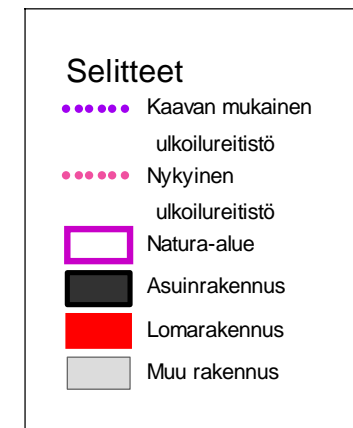 Selitteet
Kaavan mukainen
ulkoilureitistö
Nykyinen
ulkoilureitistö
Natura-alue
Asuinrakennus
Lomarakennus
Muu rakennus